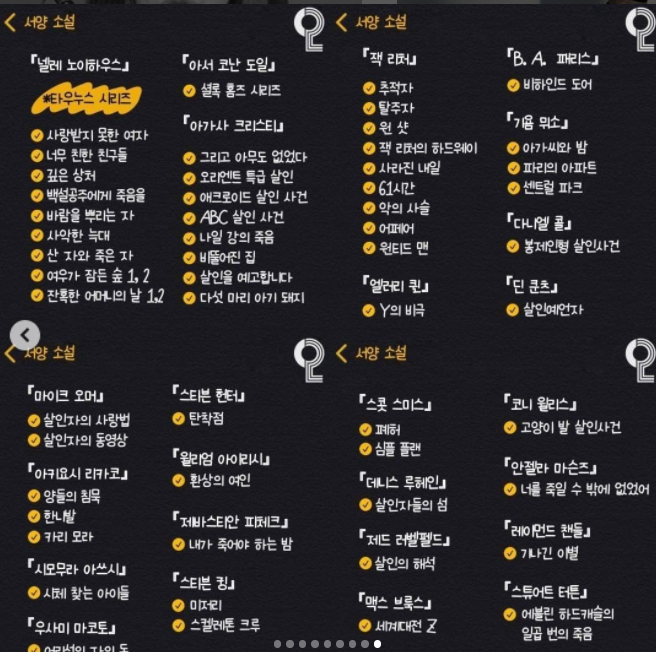 서양 소설
『넬레 노이하우스』
*타우누스 시리즈
사랑받지 못한 여자
너무 친한 친구들
깊은 상처
백설공주에게 죽음을
바람을 뿌리는 자
사악한 늑대
산 자와 죽은 자
여우가 잠든 숲 1, 2
잔혹한 어머니의 날 1,2
『아서 코난 도일』
셜록 홈즈 시리즈
『아가사 크리스티』
그리고 아무도 없었다
오리엔트 특급 살인
애크로이드 살인 사건
ABC 살인 사건
나일 강의 죽음
비뚤어진 집
살인을 예고합니다
다섯 마리 아기 돼지
서양 소설
『잭 리처』
추적자
탈주자
원 샷
잭 리처의 하드웨이
사라진 내일
61시간
악의 사슬
어페어
원티드 맨
『엘러리 퀸』
Y의 비극
『B. A. 패리스』
비하인드 도어
『기욤 뮈소』
아가씨와 밤
파리의 아파트
센트럴 파크
『다니엘 콜』
봉제인형 살인사건
『딘 쿤츠』
살인예언자
서양 소설
『마이크 오머』
살인자의 사랑법
살인자의 동영상
『아키요시 리카코』
양들의 침묵
한니발
카리 모라
『시모무라 아쓰시』
시체 찾는 아이들
『우사미 마코토』
『스티븐 헌터』
탄착점
『윌리엄 아이리시』
환상의 여인
『제바스티안 피체크』
내가 죽어야 하는 밤
『스티븐 킹』
미저리
스켈레톤 크루
서양 소설
『스콧 스미스』
폐허
심플 플랜
『데니스 루헤인』
살인자들의 섬
『제드 러벤펠드』
살인의 해석
『맥스 브룩스』
세계대전 Z
『코니 윌리스』
고양이 발 살인사건
『안젤라 마슨즈』
너를 죽일 수 밖에 없었어
『레이먼드 챈들』
기나긴 이별
『스튜어트 터튼』
에블린 하드캐슬의
일곱 번의 죽음